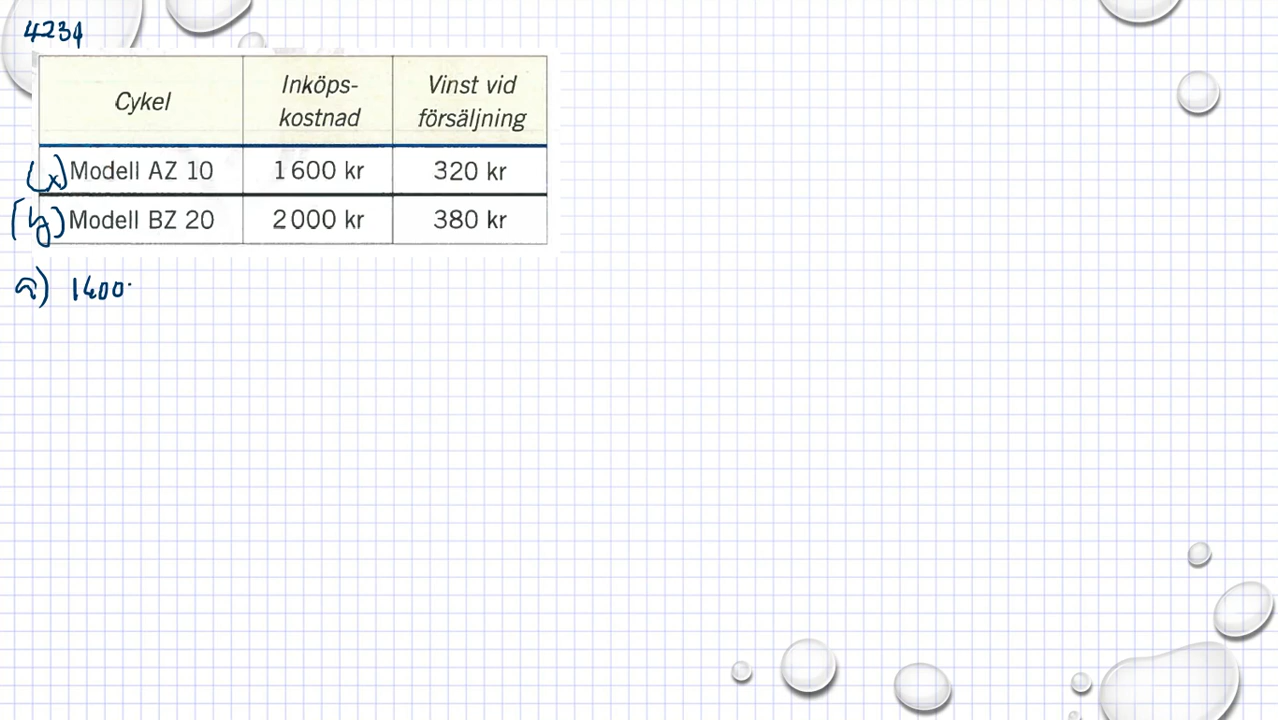 4234
Cykel Inköps- kostnad Vinst vid försäljning
(x) Modell AZ 10 1 600 kr 320 kr
(y) Modell BZ 20 2 000 kr 380 kr
a) 1600·